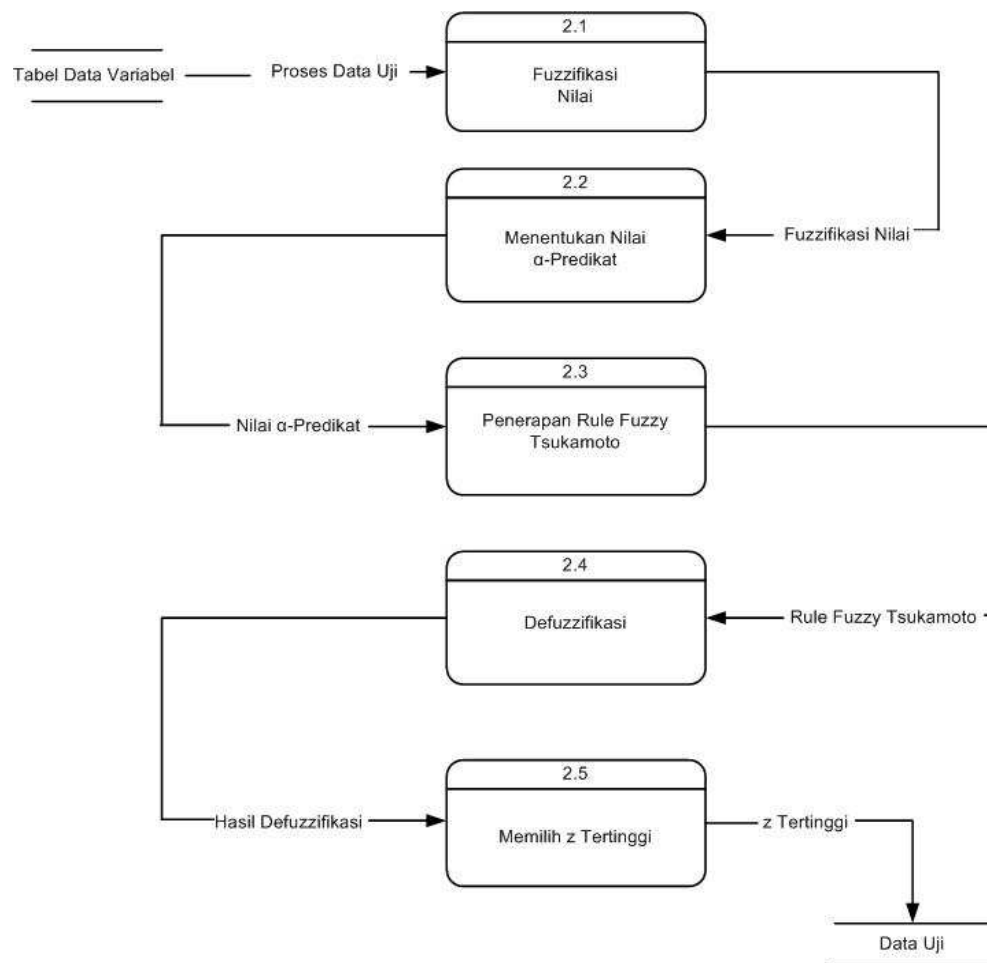 2.1
Tabel Data Variabel
Proses Data Uji
Fuzzifikasi
Nilai
2.2
Menentukan Nilai
α-Predikat
Fuzzifikasi Nilai
2.3
Nilai α-Predikat
Penerapan Rule Fuzzy
Tsukamoto
2.4
Defuzzifikasi
Rule Fuzzy Tsukamoto
2.5
Hasil Defuzzifikasi
Memilih z Tertinggi
z Tertinggi
Data Uji